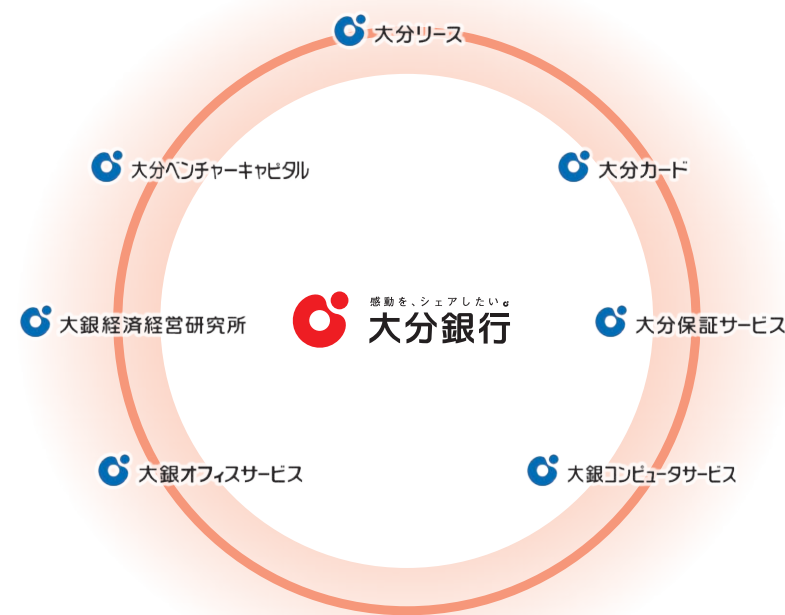 大分リース
大分ベンチャーキャピタル
大分カード
感動を、シェアしたい。
大分銀行
大銀経済経営研究所
大分保証サービス
大銀オフィスサービス
大銀コンピュータサービス